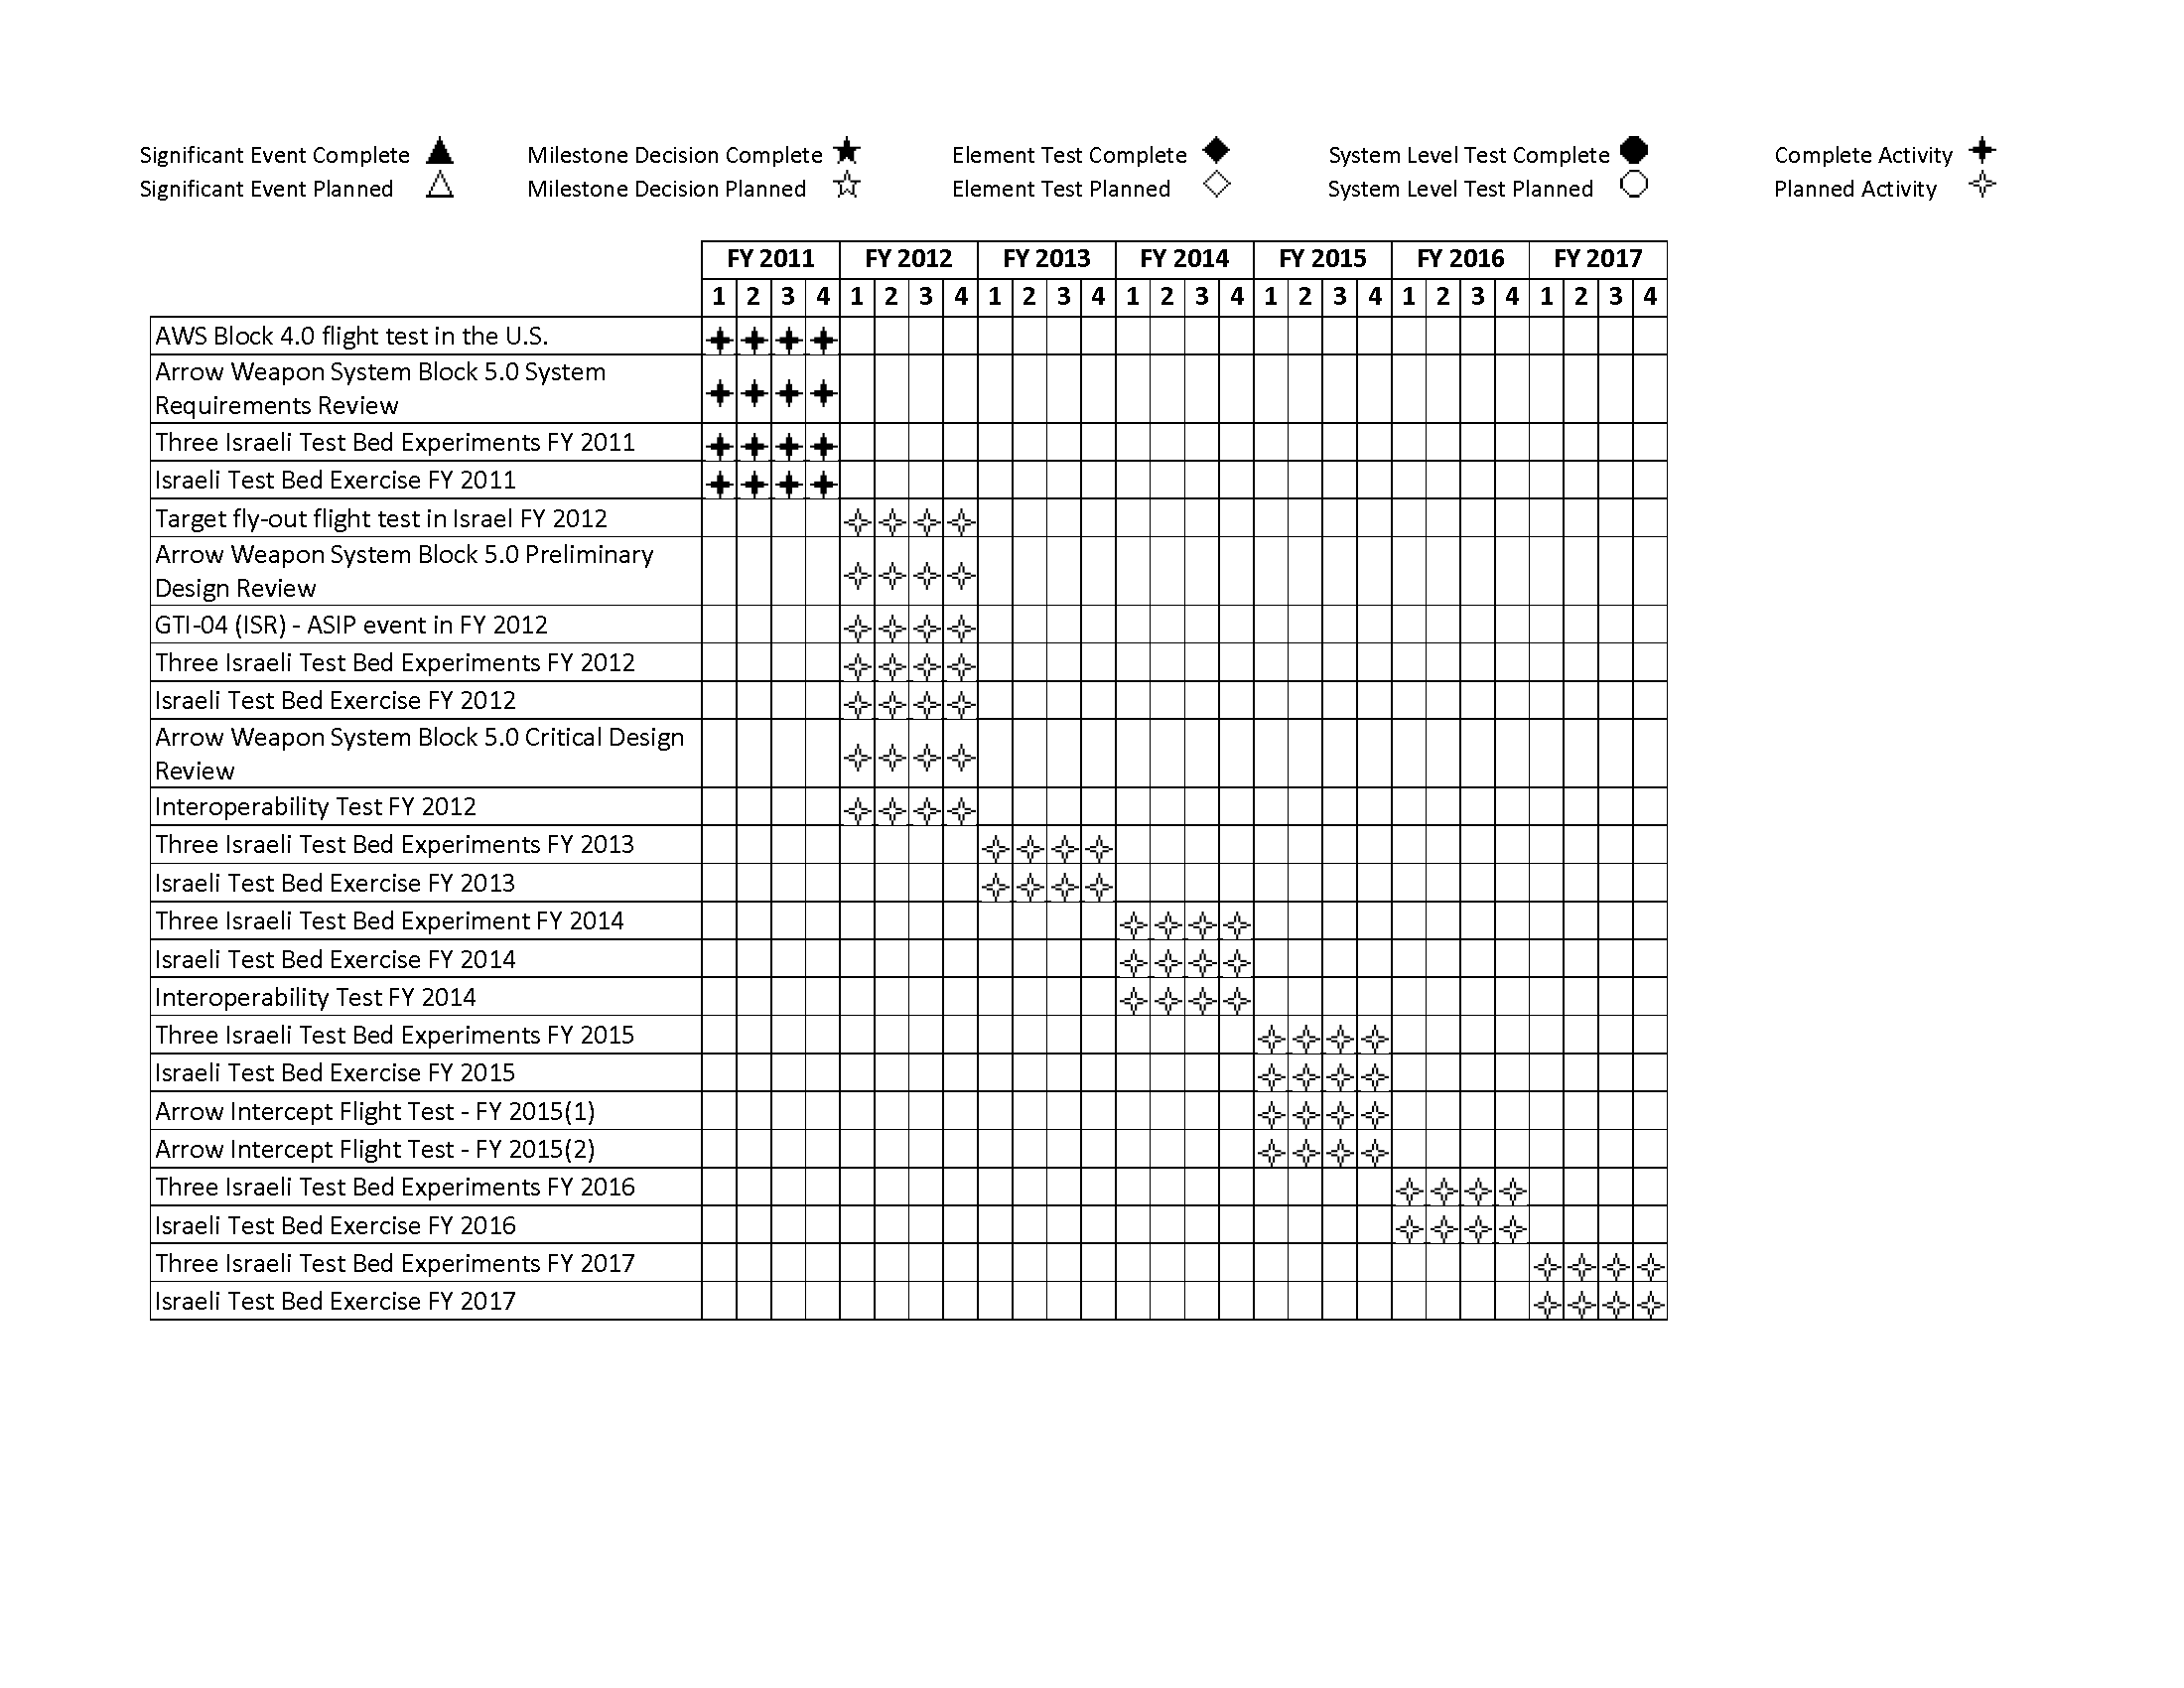 Significant Event Complete Milestone Decision Complete Element Test Complete System Level Test Complete Complete Activity
Significant Event Planned Milestone Decision Planned Element Test Planned System Level Test Planned Planned Activity
FY 2011 FY 2012 FY 2013 FY 2014 FY 2015 FY 2016 FY 2017
1 2 3 4 1 2 3 4 1 2 3 4 1 2 3 4 1 2 3 4 1 2 3 4 1 2 3 4
AWS Block 4.0 flight test in the U.S.
Arrow Weapon System Block 5.0 System
Requirements Review
Three Israeli Test Bed Experiments FY 2011
Israeli Test Bed Exercise FY 2011
Target fly-out flight test in Israel FY 2012
Arrow Weapon System Block 5.0 Preliminary
Design Review
GTI-04 (ISR) - ASIP event in FY 2012
Three Israeli Test Bed Experiments FY 2012
Israeli Test Bed Exercise FY 2012
Arrow Weapon System Block 5.0 Critical Design
Review
Interoperability Test FY 2012
Three Israeli Test Bed Experiments FY 2013
Israeli Test Bed Exercise FY 2013
Three Israeli Test Bed Experiment FY 2014
Israeli Test Bed Exercise FY 2014
Interoperability Test FY 2014
Three Israeli Test Bed Experiments FY 2015
Israeli Test Bed Exercise FY 2015
Arrow Intercept Flight Test - FY 2015(1)
Arrow Intercept Flight Test - FY 2015(2)
Three Israeli Test Bed Experiments FY 2016
Israeli Test Bed Exercise FY 2016
Three Israeli Test Bed Experiments FY 2017
Israeli Test Bed Exercise FY 2017